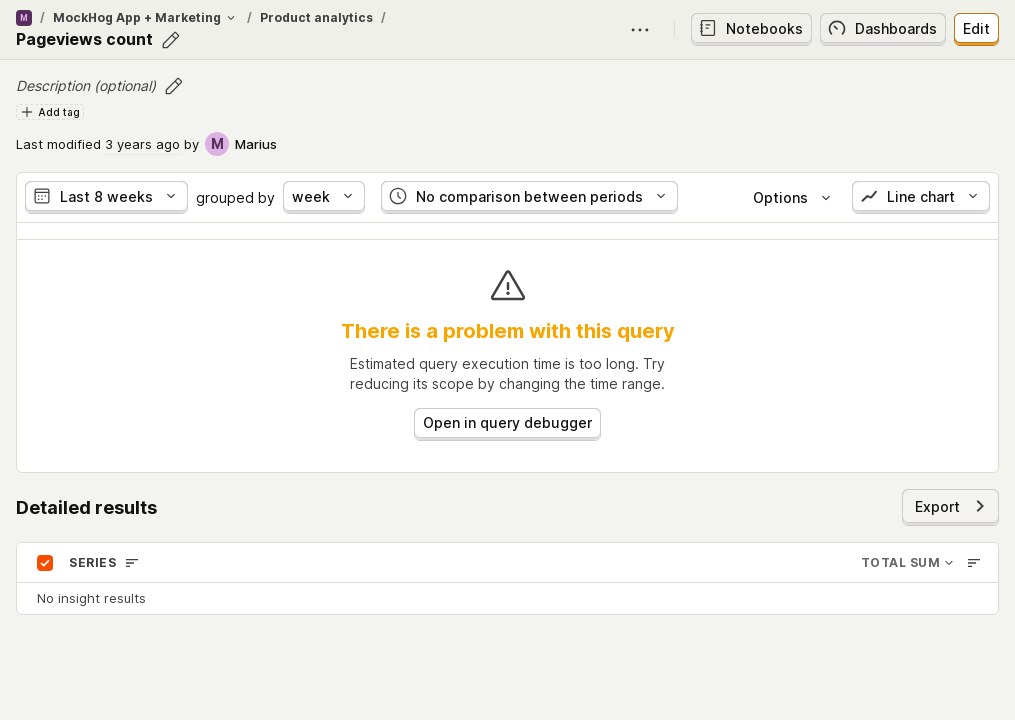 M / MockHog App + Marketing / Product analytics /
Pageviews count
Notebooks
Dashboards
Edit
Description (optional)
Add tag
Last modified 3 years ago by M Marius
Last 8 weeks grouped by week No comparison between periods Options Line chart
There is a problem with this query
Estimated query execution time is too long. Try
reducing its scope by changing the time range.
Open in query debugger
Detailed results
Export
SERIES TOTAL SUM
No insight results